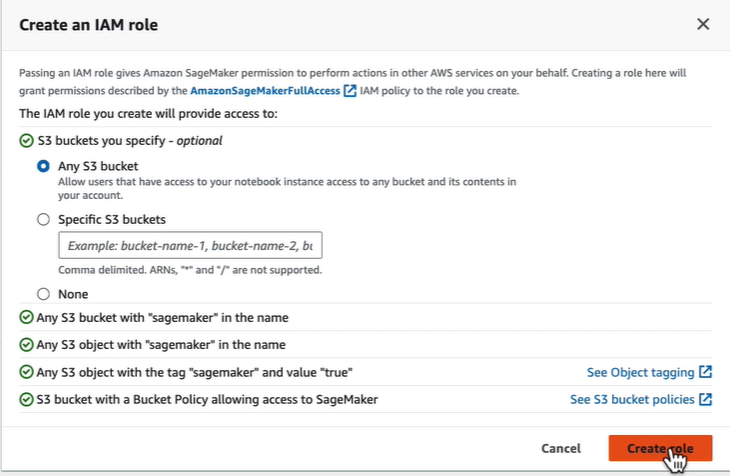 Create an IAM role
Passing an IAM role gives Amazon SageMaker permission to perform actions in other AWS services on your behalf. Creating a role here will
grant permissions described by the AmazonSageMakerFullAccess IAM policy to the role you create.
The IAM role you create will provide access to:
S3 buckets you specify - optional
Any S3 bucket
Allow users that have access to your notebook instance access to any bucket and its contents in
your account.
Specific S3 buckets
Example: bucket-name-1, bucket-name-2, bu
Comma delimited. ARNs, "*" and "/" are not supported.
None
Any S3 bucket with "sagemaker" in the name
Any S3 object with "sagemaker" in the name
Any S3 object with the tag "sagemaker" and value "true" See Object tagging
S3 bucket with a Bucket Policy allowing access to SageMaker See S3 bucket policies
Cancel Create role